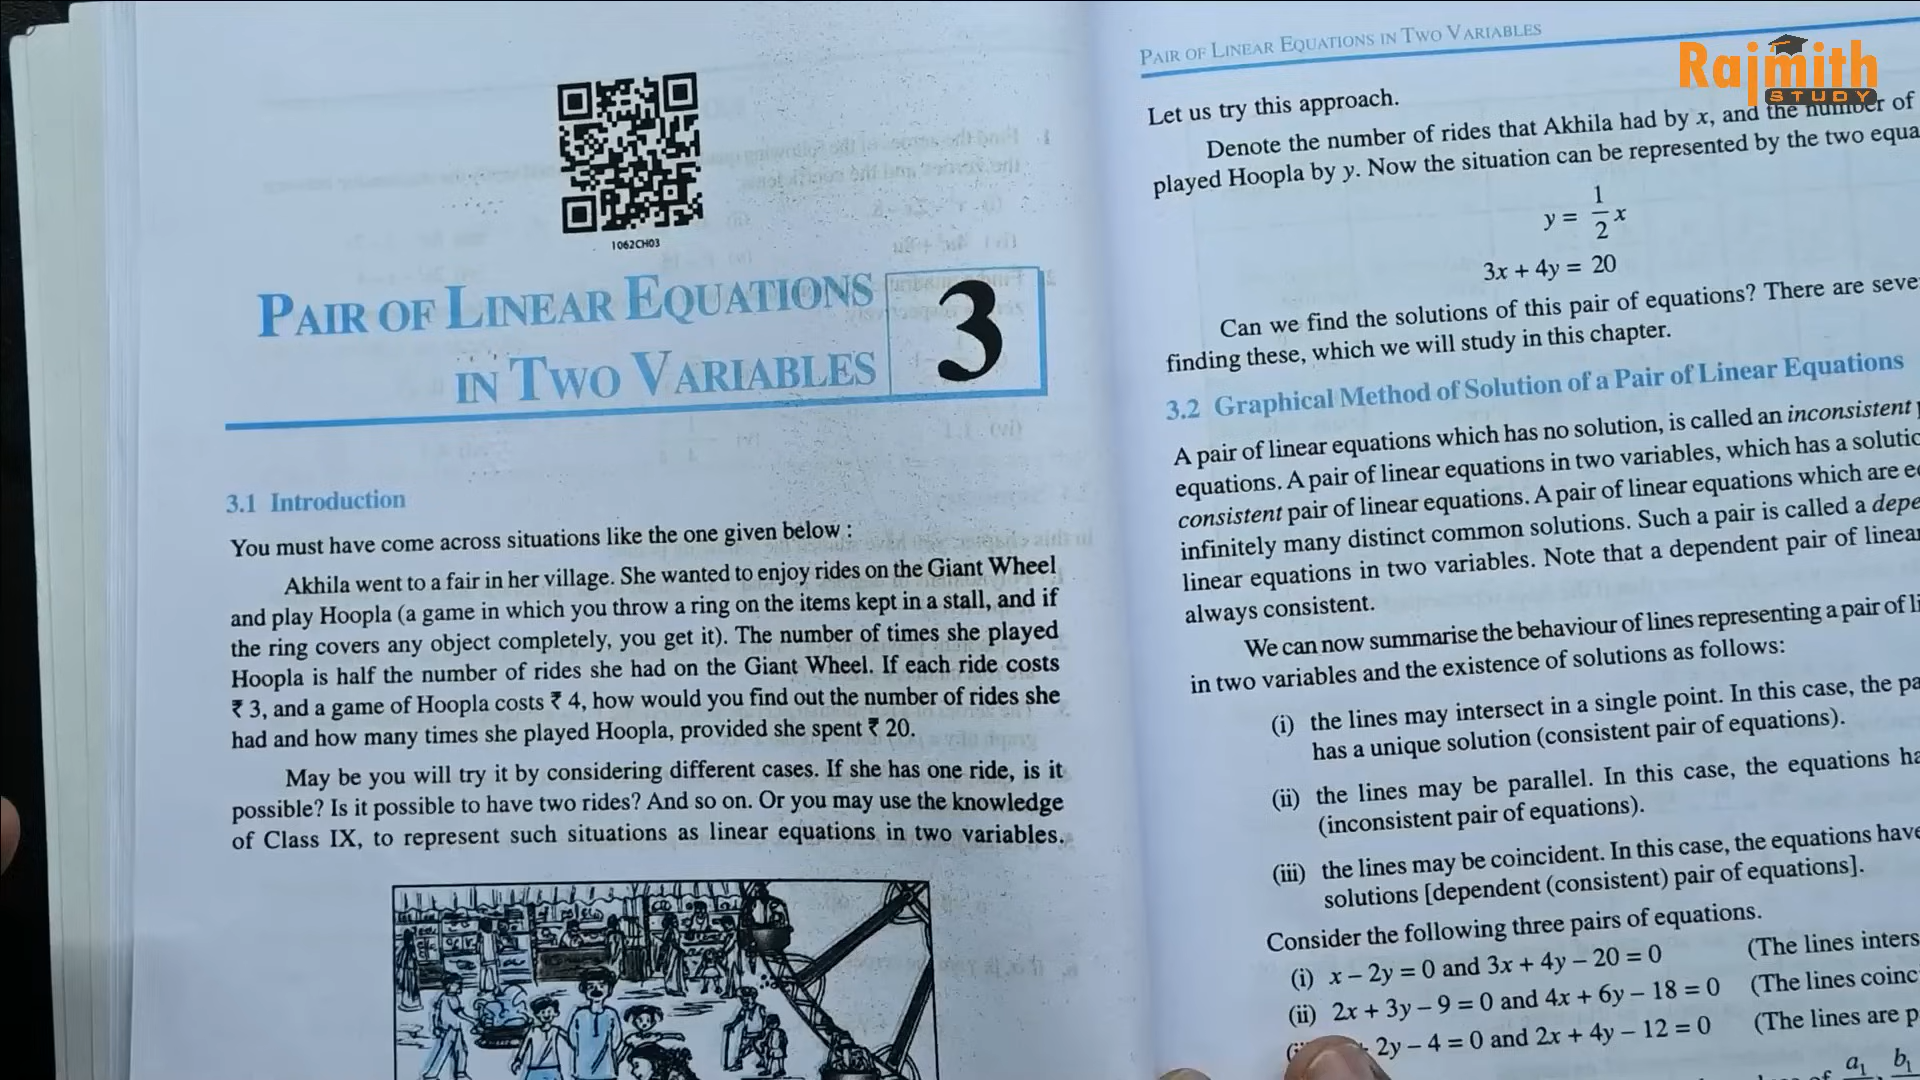 1062CH03
PAIR OF LINEAR EQUATIONS
IN TWO VARIABLES
3
3.1 Introduction
You must have come across situations like the one given below :
Akhila went to a fair in her village. She wanted to enjoy rides on the Giant Wheel
and play Hoopla (a game in which you throw a ring on the items kept in a stall, and if
the ring covers any object completely, you get it). The number of times she played
Hoopla is half the number of rides she had on the Giant Wheel. If each ride costs
₹ 3, and a game of Hoopla costs ₹ 4, how would you find out the number of rides she
had and how many times she played Hoopla, provided she spent ₹ 20.
May be you will try it by considering different cases. If she has one ride, is it
possible? Is it possible to have two rides? And so on. Or you may use the knowledge
of Class IX, to represent such situations as linear equations in two variables.
PAIR OF LINEAR EQUATIONS IN TWO VARIABLES
Rajmith
STUDY
Let us try this approach.
Denote the number of rides that Akhila had by x, and the number of
played Hoopla by y. Now the situation can be represented by the two equa
y = 1/2 x
3x + 4y = 20
Can we find the solutions of this pair of equations? There are seve
finding these, which we will study in this chapter.
3.2 Graphical Method of Solution of a Pair of Linear Equations
A pair of linear equations which has no solution, is called an inconsistent
equations. A pair of linear equations in two variables, which has a solutio
consistent pair of linear equations. A pair of linear equations which are
infinitely many distinct common solutions. Such a pair is called a depe
linear equations in two variables. Note that a dependent pair of linear
always consistent.
We can now summarise the behaviour of lines representing a pair of li
in two variables and the existence of solutions as follows:
(i) the lines may intersect in a single point. In this case, the pa
has a unique solution (consistent pair of equations).
(ii) the lines may be parallel. In this case, the equations ha
(inconsistent pair of equations).
(iii) the lines may be coincident. In this case, the equations have
solutions [dependent (consistent) pair of equations].
Consider the following three pairs of equations.
(i) x – 2y = 0 and 3x + 4y – 20 = 0 (The lines inters
(ii) 2x + 3y – 9 = 0 and 4x + 6y – 18 = 0 (The lines coinc
2y – 4 = 0 and 2x + 4y – 12 = 0 (The lines are p
of a₁ b₁